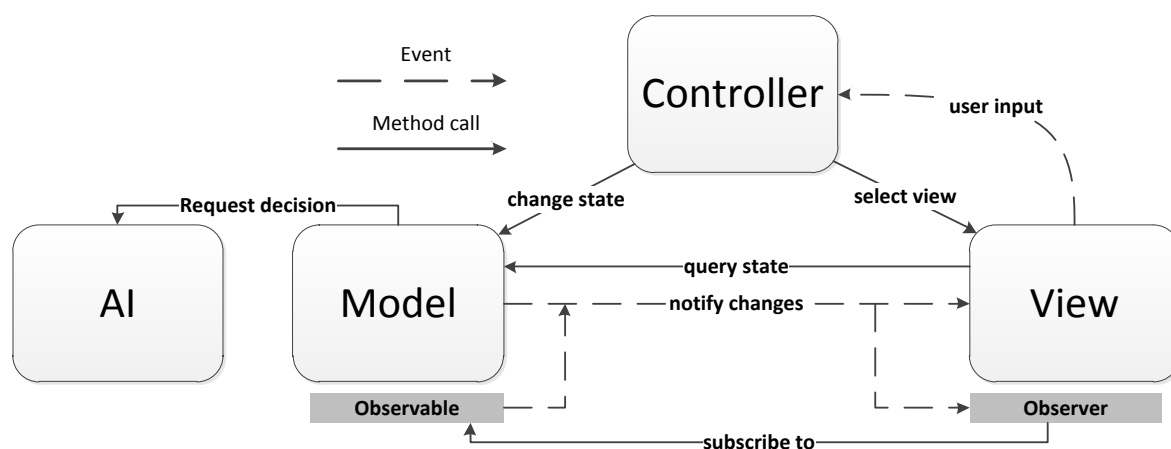 Event
Controller
user input
Method call
change state
select view
Request decision
query state
AI
Model
notify changes
View
Observable
Observer
subscribe to